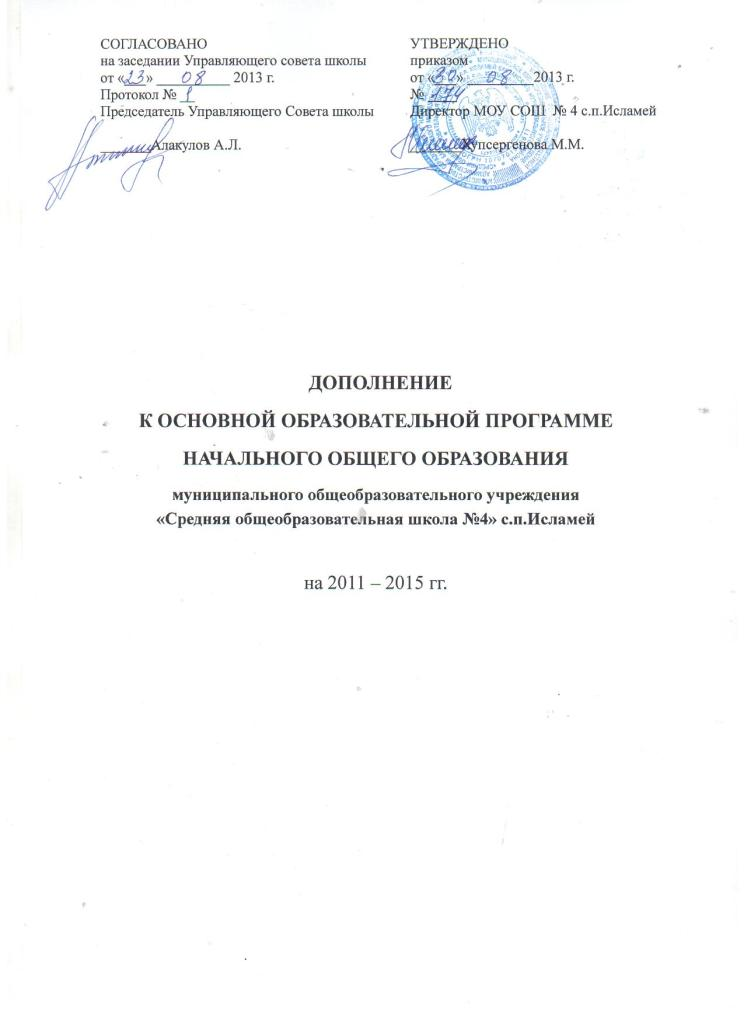 СОГЛАСОВАНО
на заседании Управляющего совета школы
от «23» 08 2013 г.
Протокол № 1
Председатель Управляющего Совета школы
Алакулов А.Л.
УТВЕРЖДЕНО
приказом
от «30» 08 2013 г.
№ 174
Директор МОУ СОШ № 4 с.п.Исламей
Хупсергенова М.М.
ДОПОЛНЕНИЕ
К ОСНОВНОЙ ОБРАЗОВАТЕЛЬНОЙ ПРОГРАММЕ
НАЧАЛЬНОГО ОБЩЕГО ОБРАЗОВАНИЯ
муниципального общеобразовательного учреждения
«Средняя общеобразовательная школа №4» с.п.Исламей
на 2011 – 2015 гг.